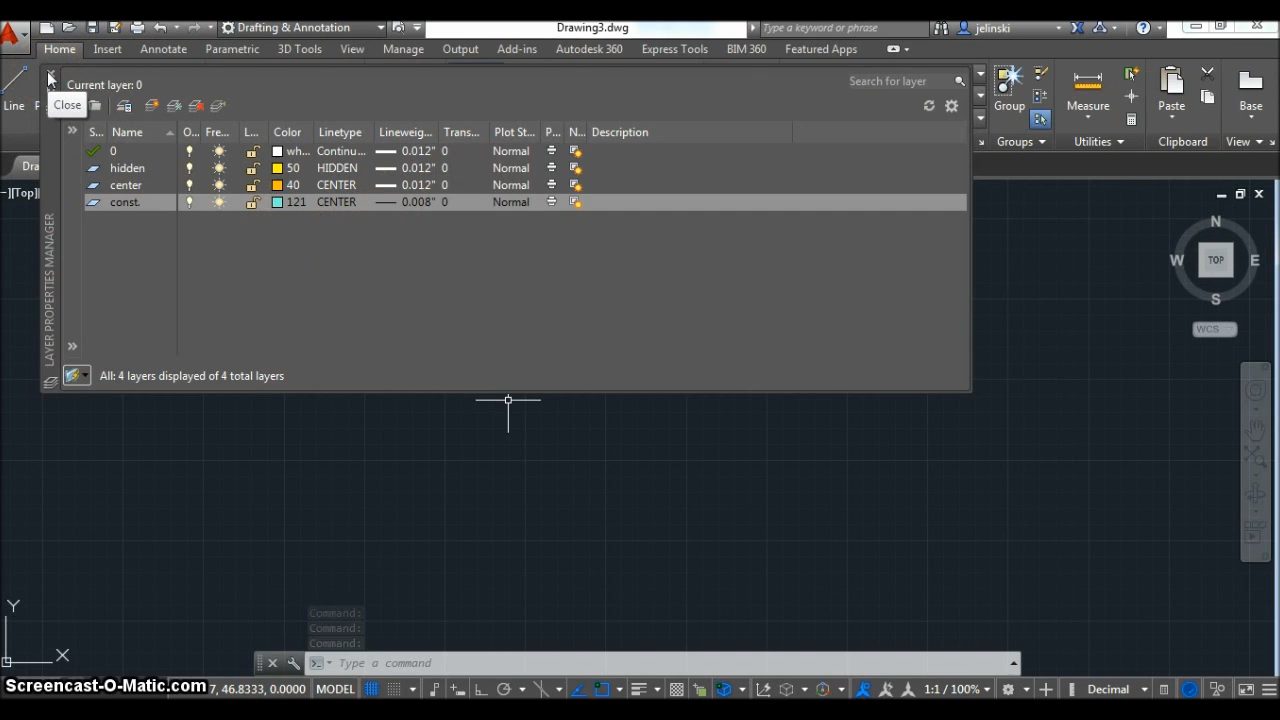 Drafting & Annotation
Drawing3.dwg
Type a keyword or phrase
jelinski
Home Insert Annotate Parametric 3D Tools View Manage Output Add-ins Autodesk 360 Express Tools BIM 360 Featured Apps
Current layer: 0
Search for layer
Line
Close
Group
Measure
Paste
Base
Groups
Utilities
Clipboard
View
S... Name O... Fre... L... Color Linetype Lineweig... Trans... Plot St... P... N... Description
0 wh... Continu... 0.012" 0 Normal
hidden 50 HIDDEN 0.012" 0 Normal
center 40 CENTER 0.012" 0 Normal
const. 121 CENTER 0.008" 0 Normal
LAYER PROPERTIES MANAGER
All: 4 layers displayed of 4 total layers
][Top]
N
W
TOP
E
S
WCS
Y
X
Command:
Command:
Command:
Type a command
7, 46.8333, 0.0000
MODEL
1:1 / 100%
Decimal
Screencast-O-Matic.com